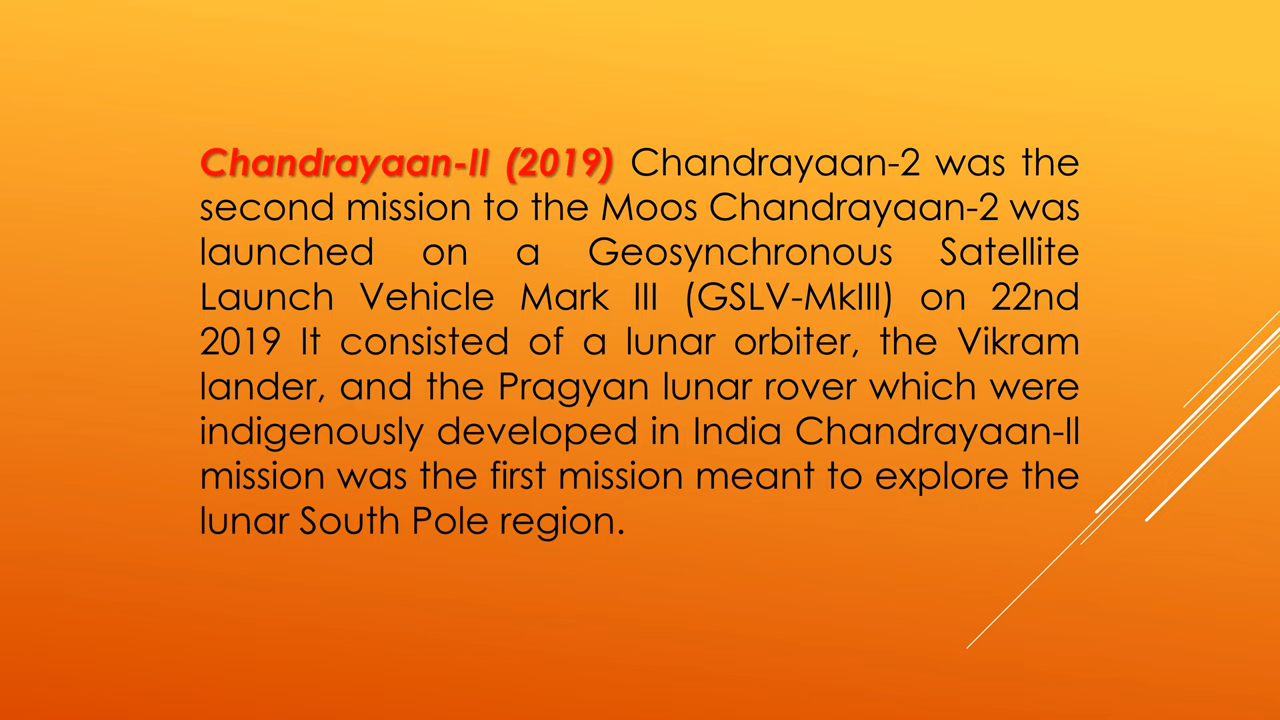 Chandrayaan-II (2019) Chandrayaan-2 was the
second mission to the Moos Chandrayaan-2 was
launched on a Geosynchronous Satellite
Launch Vehicle Mark III (GSLV-MkIII) on 22nd
2019 It consisted of a lunar orbiter, the Vikram
lander, and the Pragyan lunar rover which were
indigenously developed in India Chandrayaan-II
mission was the first mission meant to explore the
lunar South Pole region.